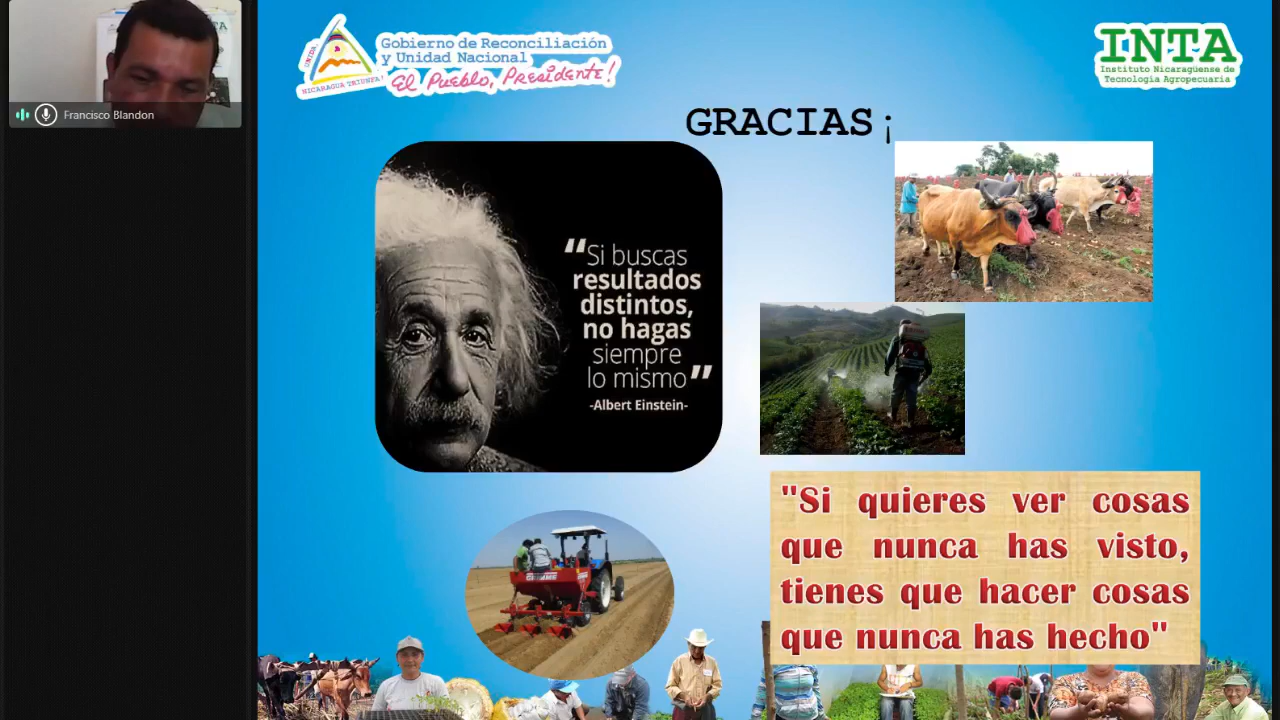 Francisco Blandon
UNIDA,
NICARAGUA TRIUNFA!
Gobierno de Reconciliación
y Unidad Nacional
El Pueblo, Presidente!
INTA
Instituto Nicaragüense de
Tecnología Agropecuaria
GRACIAS¡
“Si buscas
resultados
distintos,
no hagas
siempre
lo mismo”
-Albert Einstein-
"Si quieres ver cosas
que nunca has visto,
tienes que hacer cosas
que nunca has hecho"